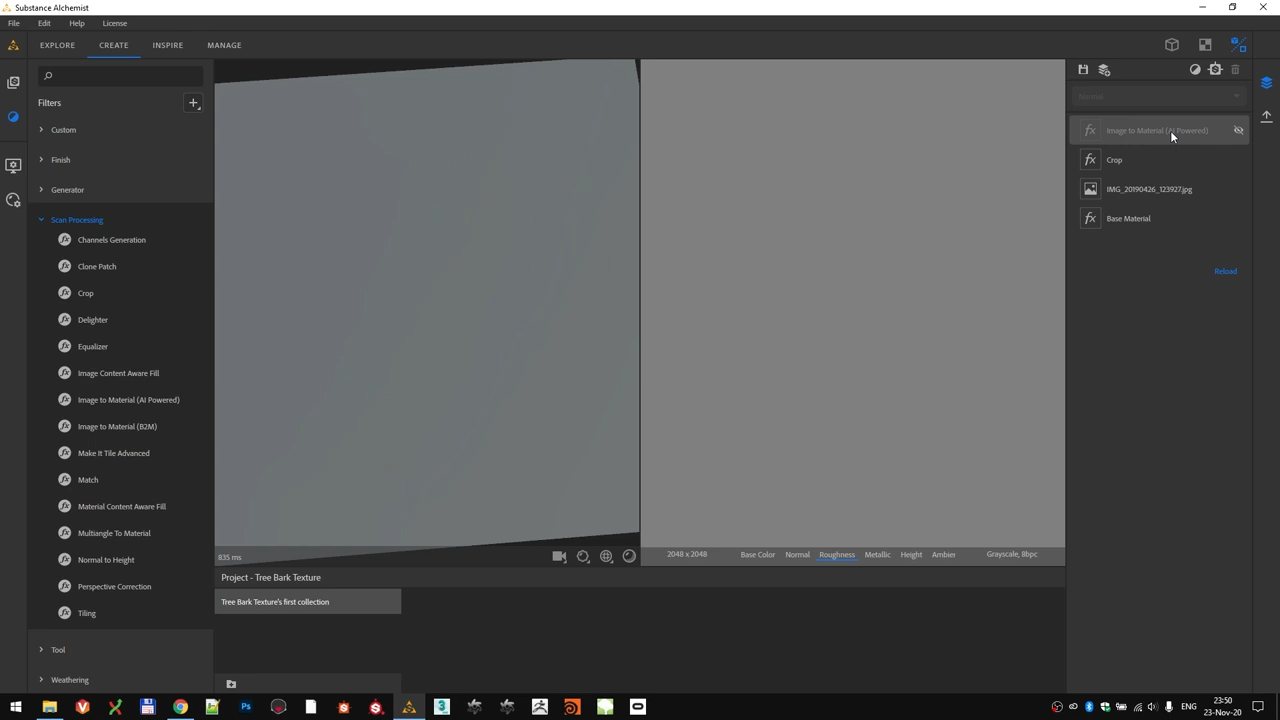 Substance Alchemist
File Edit Help License
EXPLORE CREATE INSPIRE MANAGE
Filters
Custom
Finish
Generator
Scan Processing
Channels Generation
Clone Patch
Crop
Delighter
Equalizer
Image Content Aware Fill
Image to Material (AI Powered)
Image to Material (B2M)
Make It Tile Advanced
Match
Material Content Aware Fill
Multiangle To Material
Normal to Height
Perspective Correction
Tiling
Tool
Weathering
835 ms
2048 x 2048 Base Color Normal Roughness Metallic Height Ambien Grayscale, 8bpc
Project - Tree Bark Texture
Tree Bark Texture's first collection
Normal
Image to Material (AI Powered)
Crop
IMG_20190426_123927.jpg
Base Material
Reload
ENG
23:50
23-Nov-20